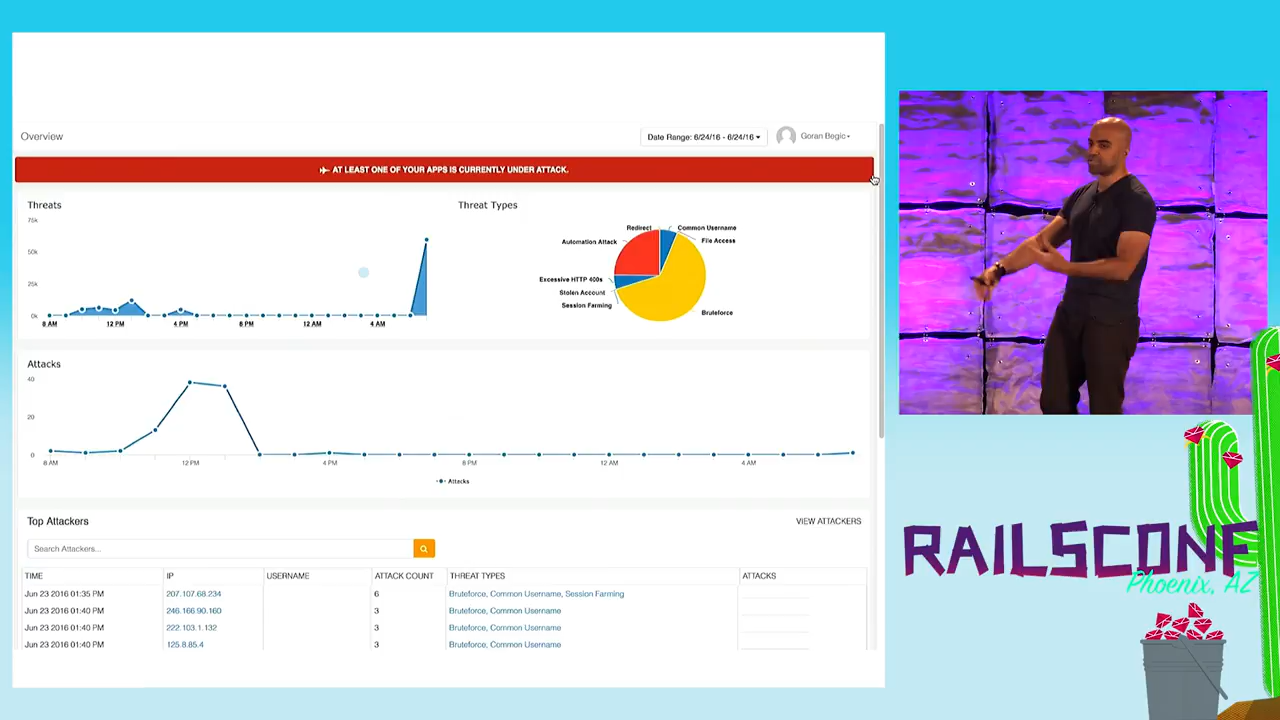 Overview
Date Range: 6/24/16 - 6/24/16
Goran Begic
AT LEAST ONE OF YOUR APPS IS CURRENTLY UNDER ATTACK.
Threats
75k
50k
25k
0k
8 AM 12 PM 4 PM 8 PM 12 AM 4 AM
Threat Types
Redirect
Common Username
Automation Attack
File Access
Excessive HTTP 400s
Stolen Account
Session Farming
Bruteforce
Attacks
40
20
0
8 AM 12 PM 4 PM 8 PM 12 AM 4 AM
Attacks
Top Attackers
VIEW ATTACKERS
Search Attackers...
TIME IP USERNAME ATTACK COUNT THREAT TYPES ATTACKS
Jun 23 2016 01:35 PM 207.107.68.234 6 Bruteforce, Common Username, Session Farming
Jun 23 2016 01:40 PM 246.166.90.160 3 Bruteforce, Common Username
Jun 23 2016 01:40 PM 222.103.1.132 3 Bruteforce, Common Username
Jun 23 2016 01:40 PM 125.8.85.4 3 Bruteforce, Common Username
RAILSCONF
Phoenix, AZ